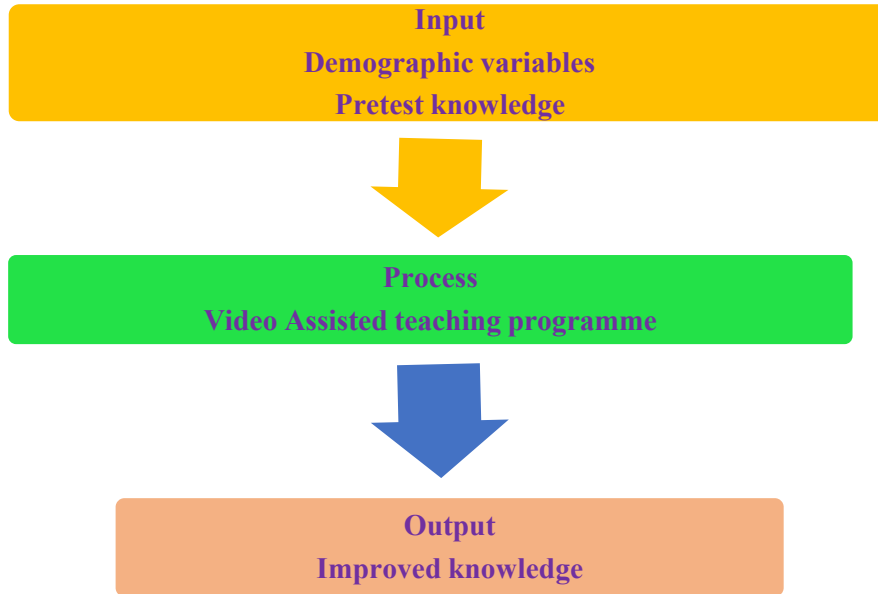 Input
Demographic variables
Pretest knowledge
Process
Video Assisted teaching programme
Output
Improved knowledge